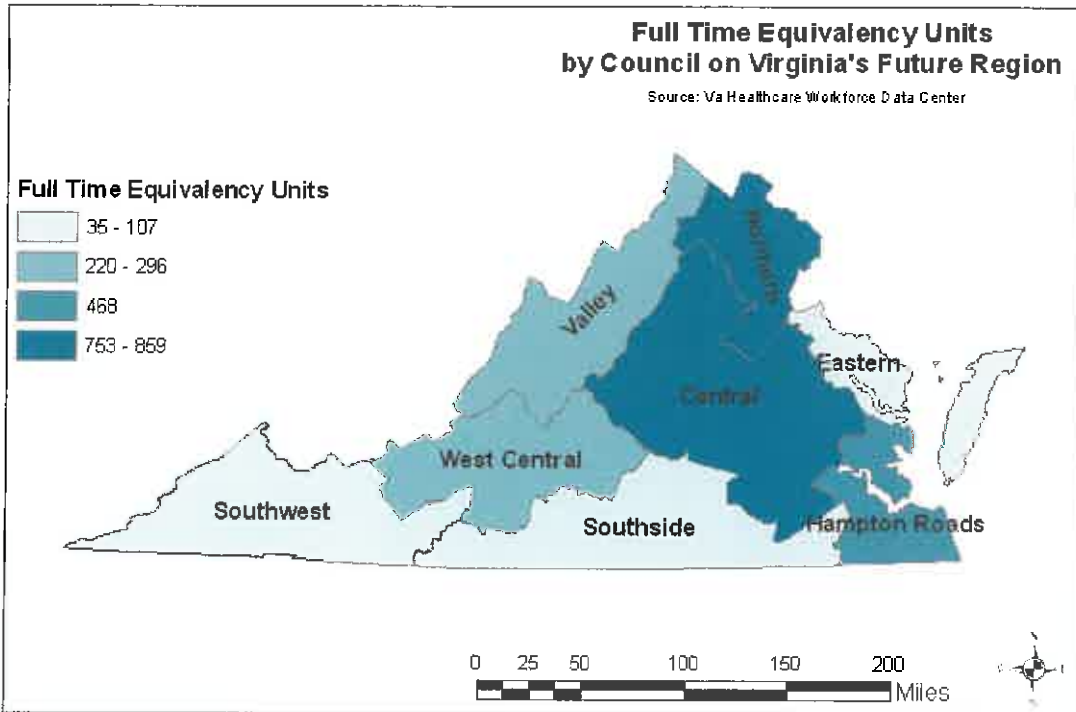 Full Time Equivalency Units
by Council on Virginia's Future Region
Source: Va Healthcare Workforce Data Center
Full Time Equivalency Units
35 - 107
220 - 296
468
753 - 859
Northern
Valley
Eastern
Central
West Central
Southwest
Southside
Hampton Roads
0 25 50 100 150 200
Miles